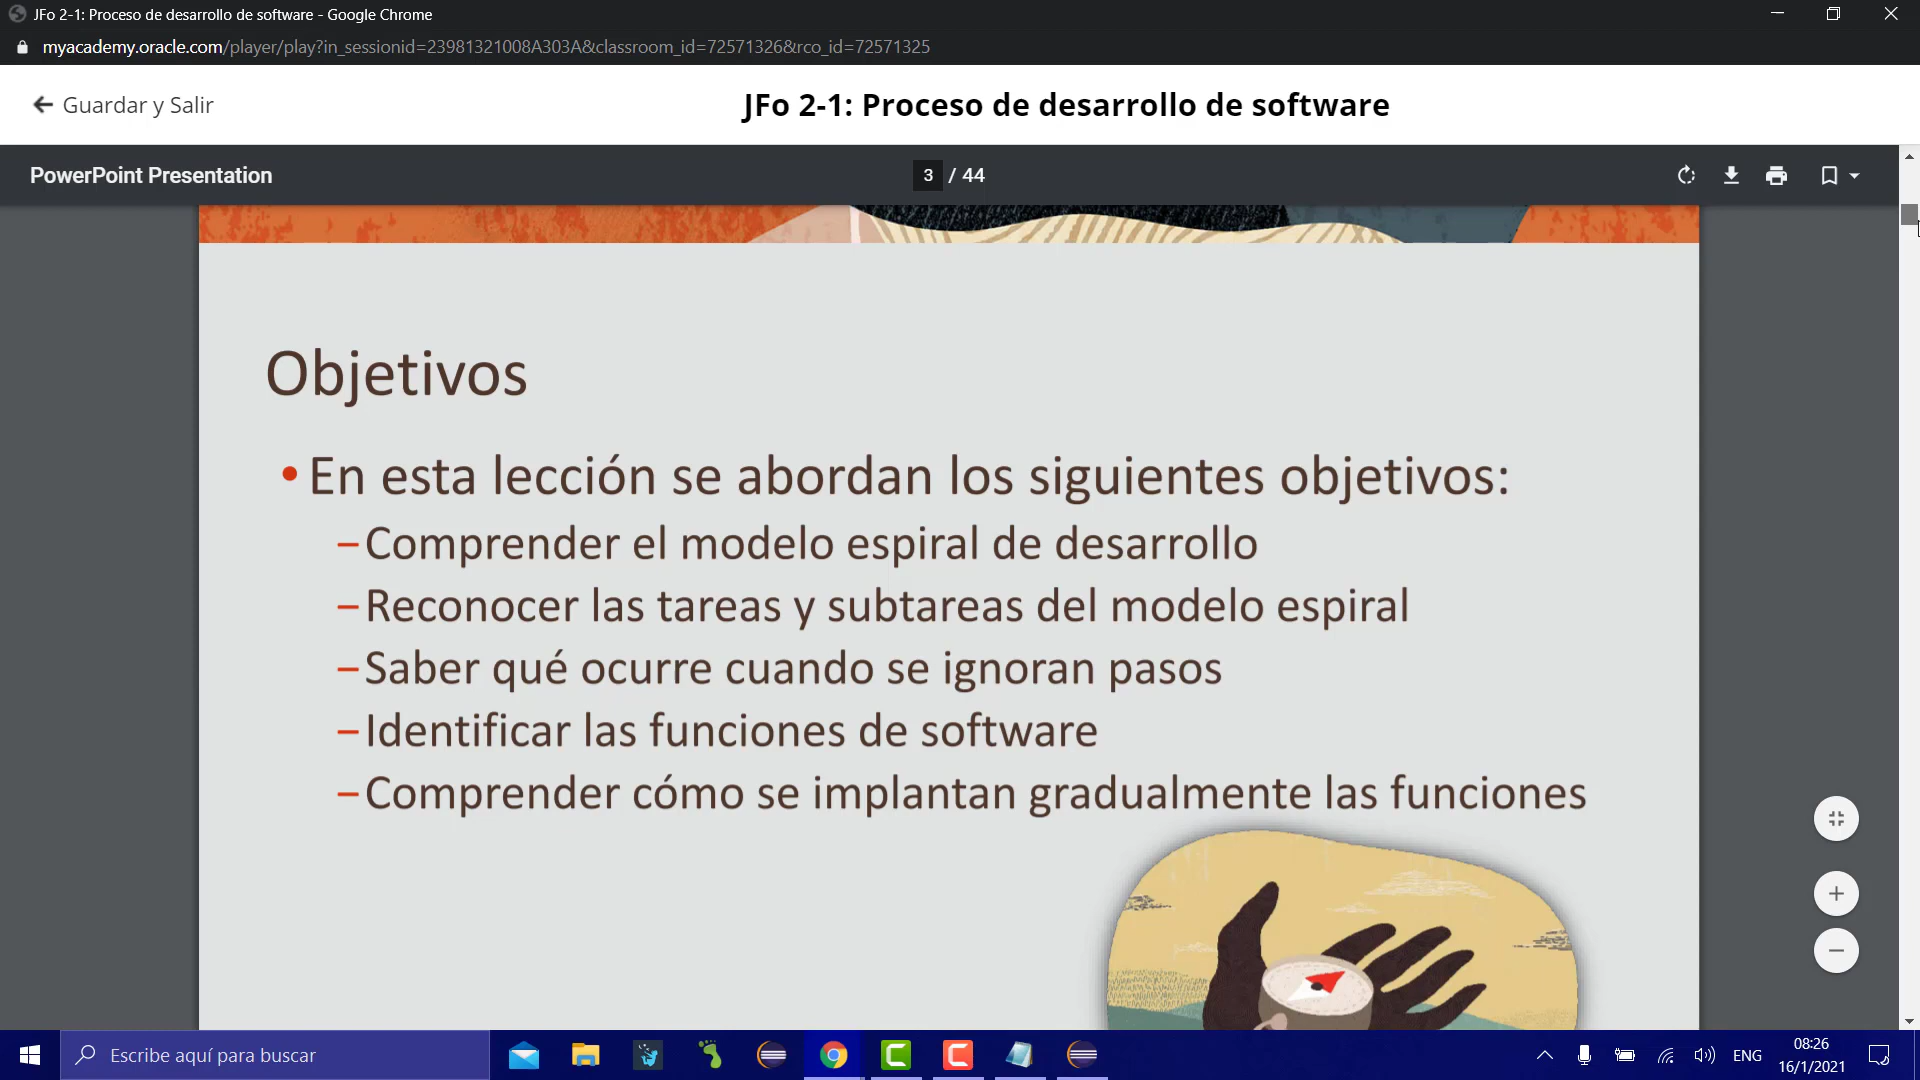 JFo 2-1: Proceso de desarrollo de software - Google Chrome
myacademy.oracle.com/player/play?in_sessionid=23981321008A303A&classroom_id=72571326&rco_id=72571325
Guardar y Salir
JFo 2-1: Proceso de desarrollo de software
PowerPoint Presentation
3 / 44
Objetivos
• En esta lección se abordan los siguientes objetivos:
– Comprender el modelo espiral de desarrollo
– Reconocer las tareas y subtareas del modelo espiral
– Saber qué ocurre cuando se ignoran pasos
– Identificar las funciones de software
– Comprender cómo se implantan gradualmente las funciones
Escribe aquí para buscar
ENG
08:26
16/1/2021